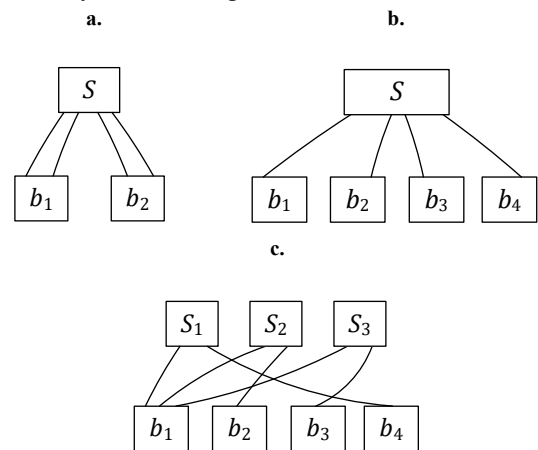 a. b.
S S
b₁ b₂ b₁ b₂ b₃ b₄
c.
S₁ S₂ S₃
b₁ b₂ b₃ b₄